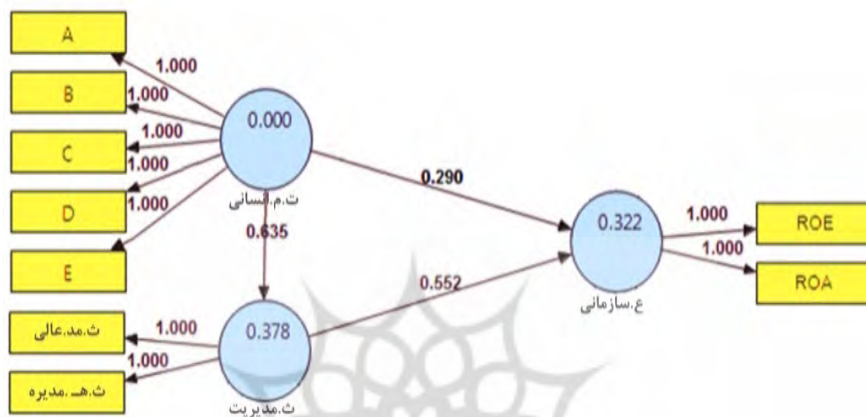 A
1.000
B
1.000
0.000
C
1.000
D
1.000
E
1.000
ت.م.انسانی
0.290
0.635
0.322
ع.سازمانی
1.000
ROE
1.000
ROA
0.552
0.378
ث.مدیریت
1.000
ث.مد.عالی
1.000
ث.هـ .مدیره